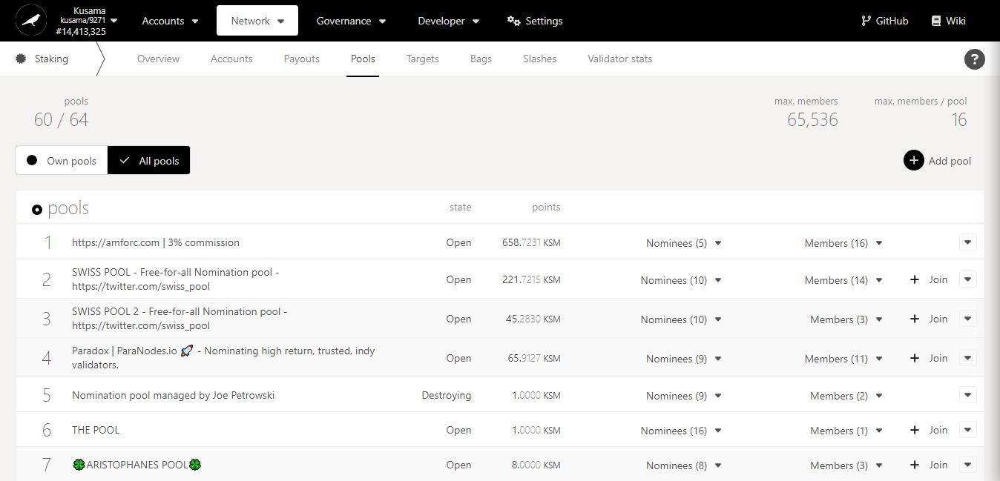 Kusama
kusama/9271
#14,413,325
Accounts
Network
Governance
Developer
Settings
GitHub
Wiki
Staking
Overview
Accounts
Payouts
Pools
Targets
Bags
Slashes
Validator stats
?
pools
60 / 64
max. members
65,536
max. members / pool
16
Own pools
All pools
Add pool
pools state points
1 https://amforc.com | 3% commission Open 658.7231 KSM Nominees (5) Members (16)
2 SWISS POOL - Free-for-all Nomination pool -
https://twitter.com/swiss_pool Open 221.7215 KSM Nominees (10) Members (14) + Join
3 SWISS POOL 2 - Free-for-all Nomination pool -
https://twitter.com/swiss_pool Open 45.2830 KSM Nominees (10) Members (3) + Join
4 Paradox | ParaNodes.io 🚀 - Nominating high return, trusted, indy
validators. Open 65.9127 KSM Nominees (9) Members (11) + Join
5 Nomination pool managed by Joe Petrowski Destroying 1.0000 KSM Nominees (9) Members (2)
6 THE POOL Open 1.0000 KSM Nominees (16) Members (1) + Join
7 🍀ARISTOPHANES POOL🍀 Open 8.0000 KSM Nominees (8) Members (3) + Join